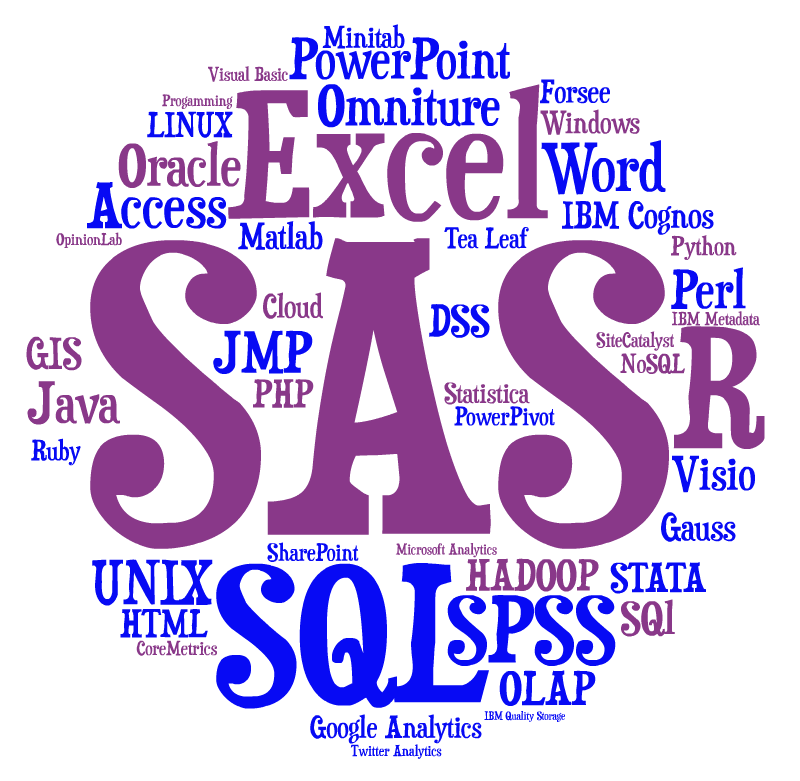 Minitab
PowerPoint
Visual Basic
Omniture
Forsee
Progamming
Excel
LINUX
Windows
Oracle
Word
Access
IBM Cognos
OpinionLab
Matlab
Tea Leaf
Python
SAS
Perl
Cloud
DSS
IBM Metadata
GIS
JMP
SiteCatalyst
NoSQL
R
Java
PHP
Statistica
PowerPivot
Ruby
Visio
Gauss
SharePoint
Microsoft Analytics
UNIX
SQL
HADOOP
STATA
HTML
SPSS
SQl
CoreMetrics
OLAP
IBM Quality Storage
Google Analytics
Twitter Analytics